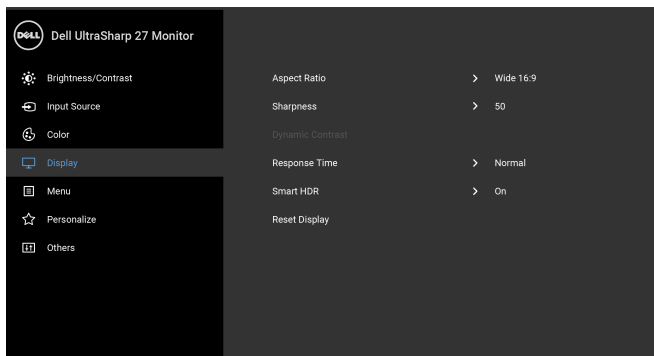 DELL Dell UltraSharp 27 Monitor
Brightness/Contrast Aspect Ratio > Wide 16:9
Input Source Sharpness > 50
Color Dynamic Contrast
Display Response Time > Normal
Menu Smart HDR > On
Personalize Reset Display
Others